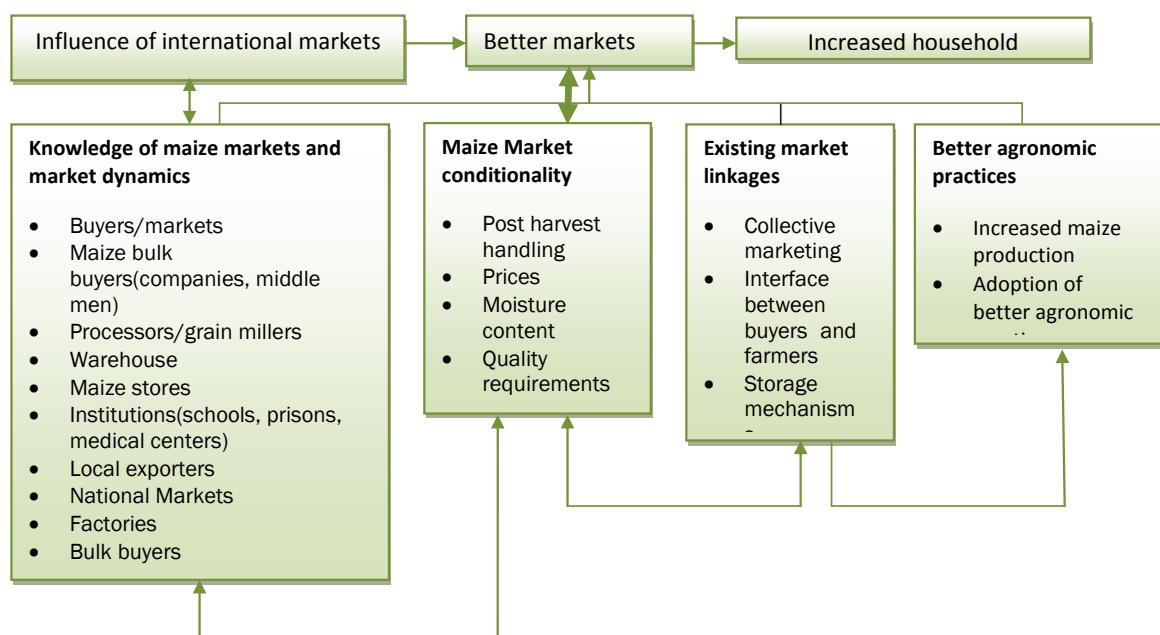 Influence of international markets
Better markets
Increased household
Knowledge of maize markets and
market dynamics
• Buyers/markets
• Maize bulk
buyers(companies, middle
men)
• Processors/grain millers
• Warehouse
• Maize stores
• Institutions(schools, prisons,
medical centers)
• Local exporters
• National Markets
• Factories
• Bulk buyers
Maize Market
conditionality
• Post harvest
handling
• Prices
• Moisture
content
• Quality
requirements
Existing market
linkages
• Collective
marketing
• Interface
between
buyers and
farmers
• Storage
mechanism
Better agronomic
practices
• Increased maize
production
• Adoption of
better agronomic